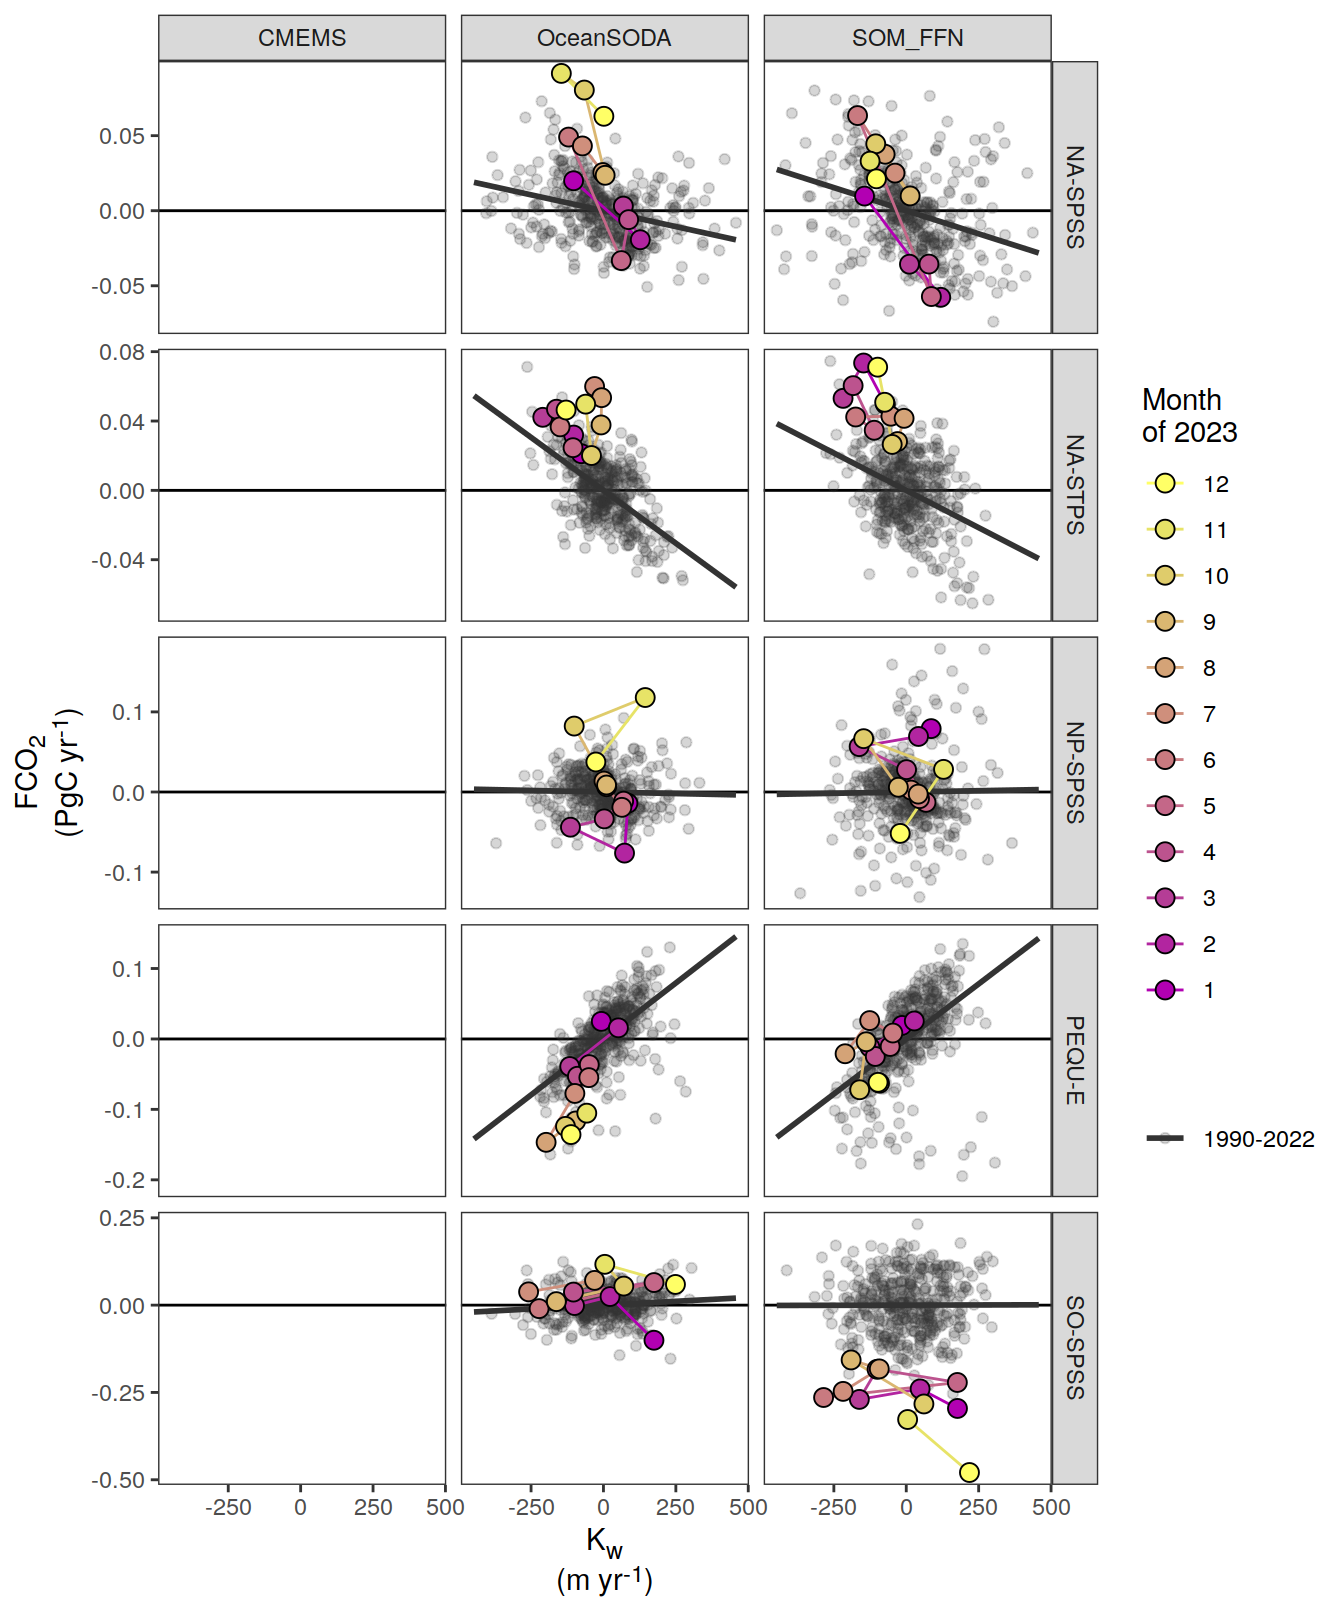 CMEMS OceanSODA SOM_FFN
0.05
0.00
-0.05
NA-SPSS
0.08
0.04
0.00
-0.04
NA-STPS
0.1
0.0
-0.1
NP-SPSS
0.1
0.0
-0.1
-0.2
PEQU-E
0.25
0.00
-0.25
-0.50
SO-SPSS
-250 0 250 500 -250 0 250 500 -250 0 250 500
FCO₂
(PgC yr⁻¹)
K_w
(m yr⁻¹)
Month
of 2023
12
11
10
9
8
7
6
5
4
3
2
1
1990-2022